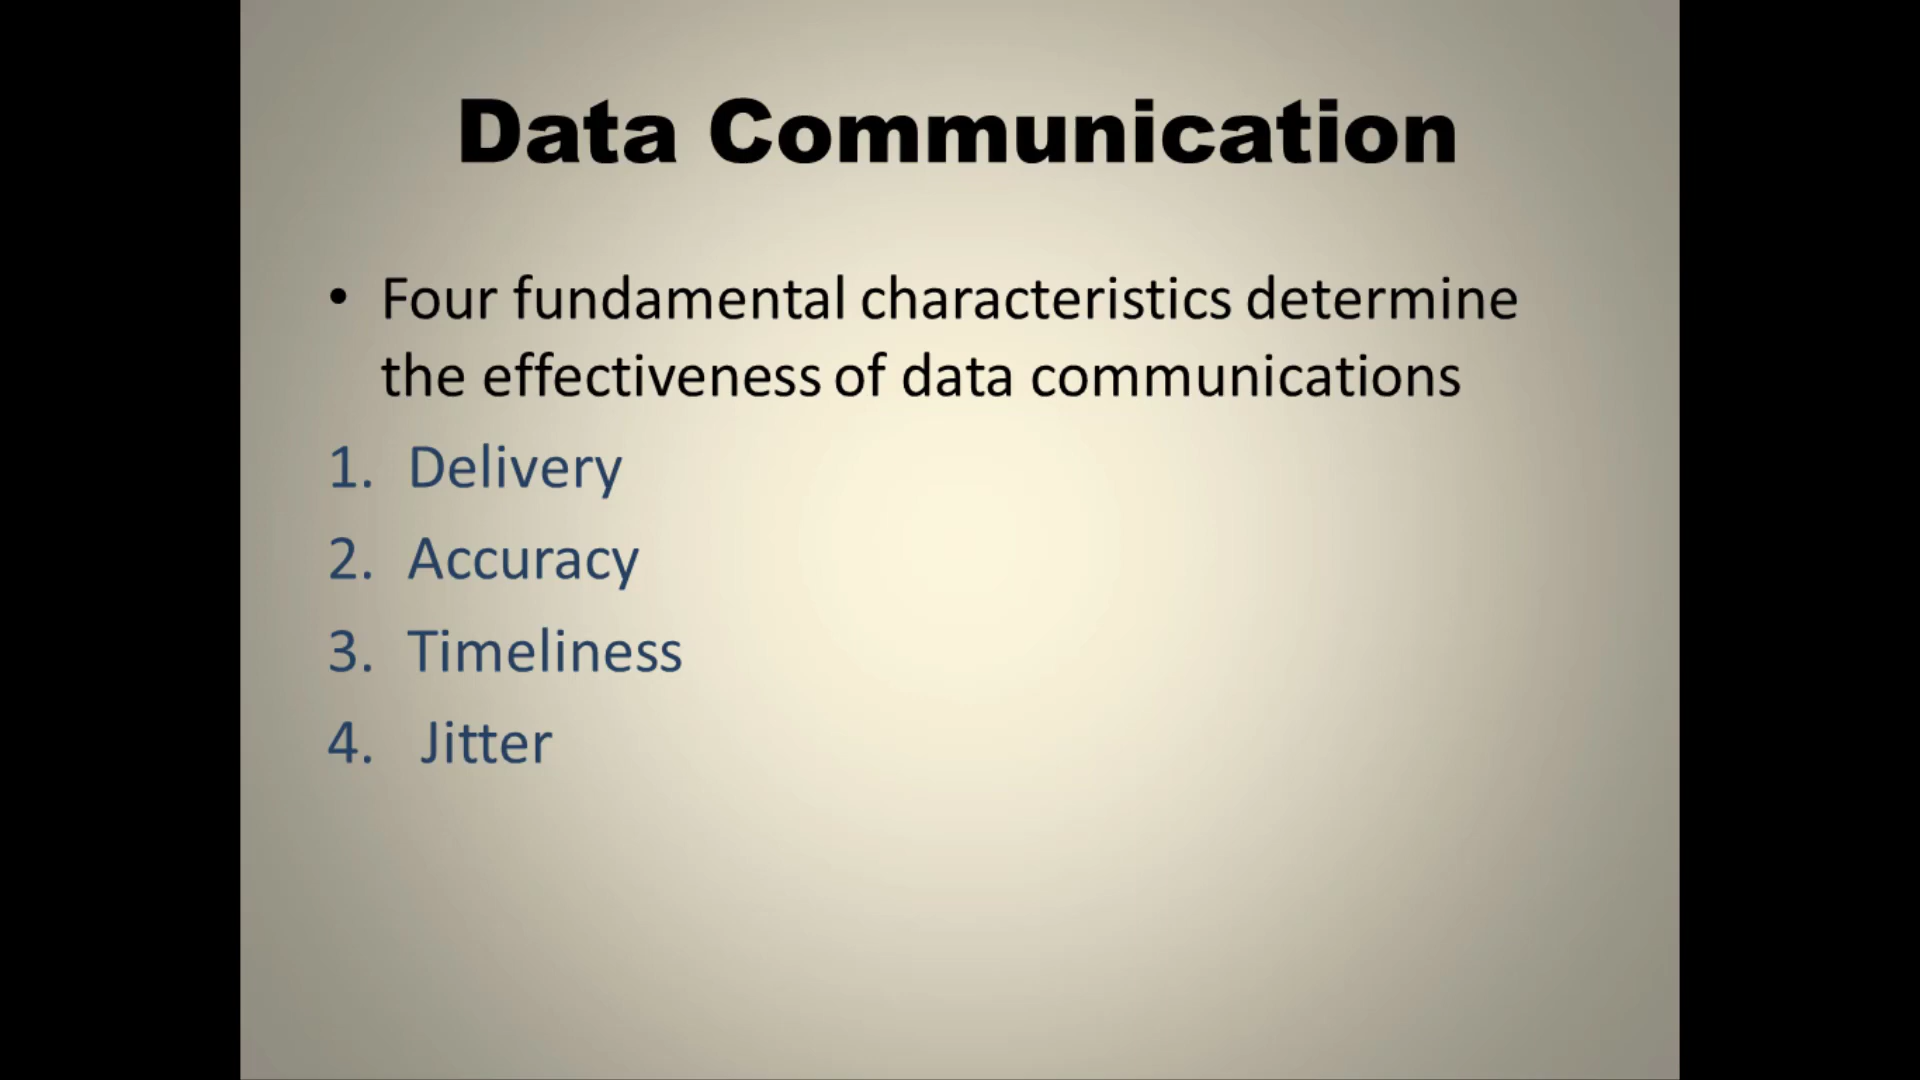 Data Communication
• Four fundamental characteristics determine
the effectiveness of data communications
1. Delivery
2. Accuracy
3. Timeliness
4. Jitter